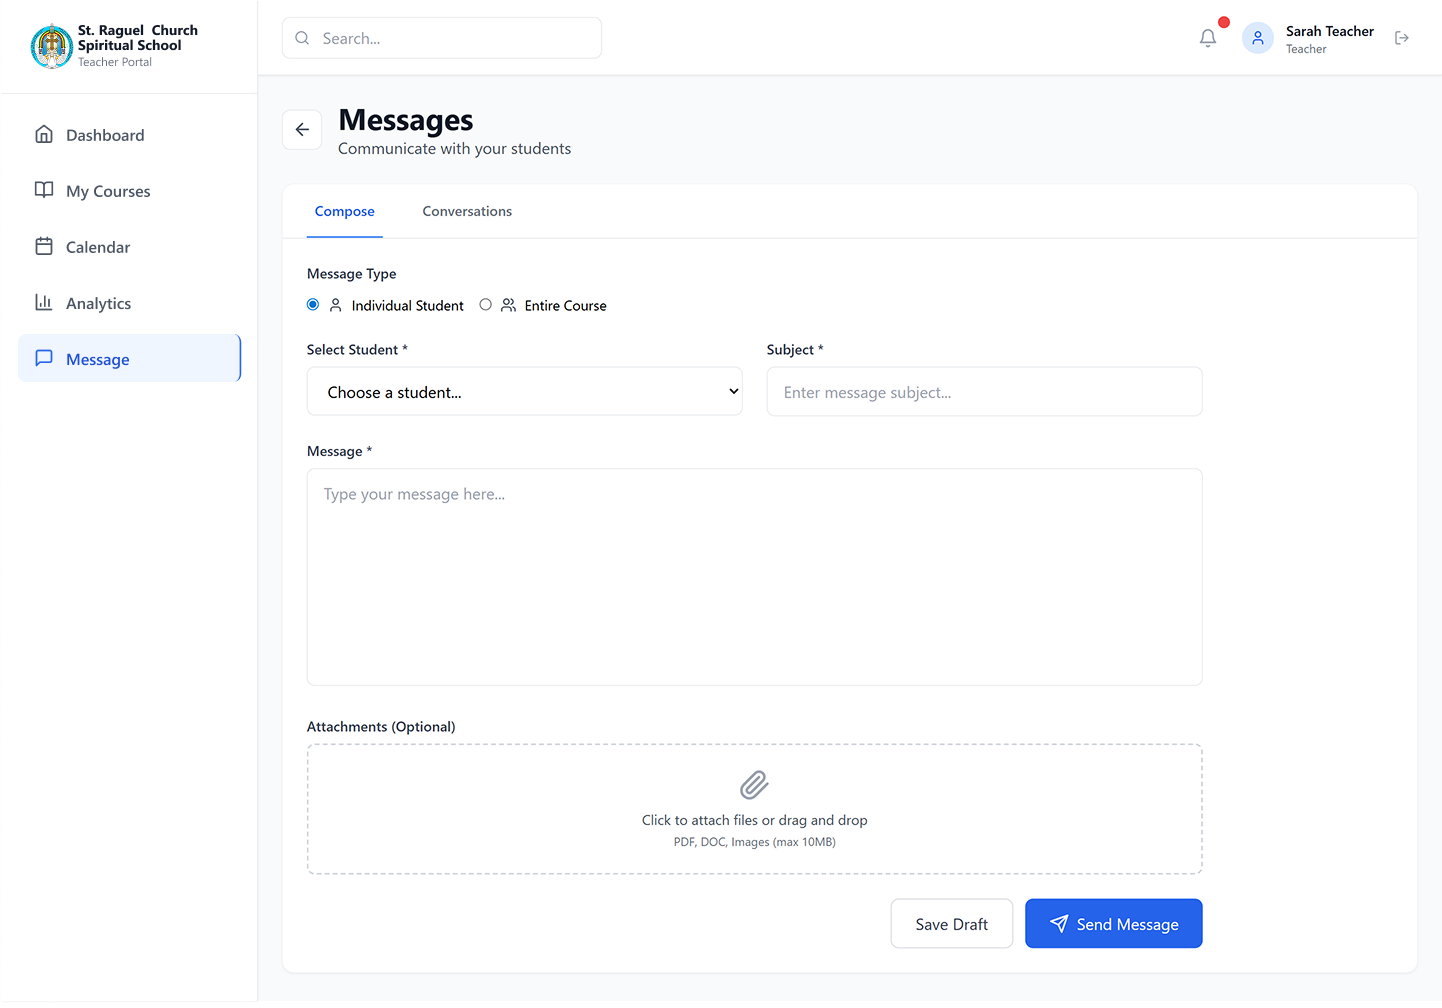 St. Raguel Church
Spiritual School
Teacher Portal
Search...
Sarah Teacher
Teacher
Dashboard
My Courses
Calendar
Analytics
Message
Messages
Communicate with your students
Compose
Conversations
Message Type
Individual Student
Entire Course
Select Student *
Subject *
Choose a student...
Enter message subject...
Message *
Type your message here...
Attachments (Optional)
Click to attach files or drag and drop
PDF, DOC, Images (max 10MB)
Save Draft
Send Message